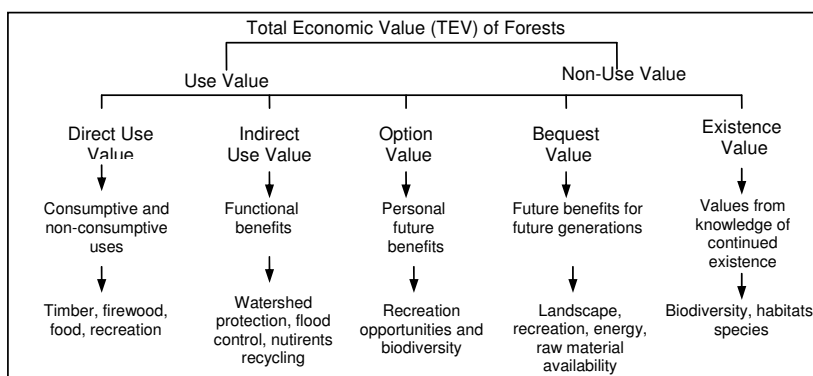 Total Economic Value (TEV) of Forests
Use Value
Non-Use Value
Direct Use
Value
Indirect
Use Value
Option
Value
Bequest
Value
Existence
Value
Consumptive and
non-consumptive
uses
Functional
benefits
Personal
future
benefits
Future benefits for
future generations
Values from
knowledge of
continued
existence
Timber, firewood,
food, recreation
Watershed
protection, flood
control, nutirents
recycling
Recreation
opportunities and
biodiversity
Landscape,
recreation, energy,
raw material
availability
Biodiversity, habitats
species